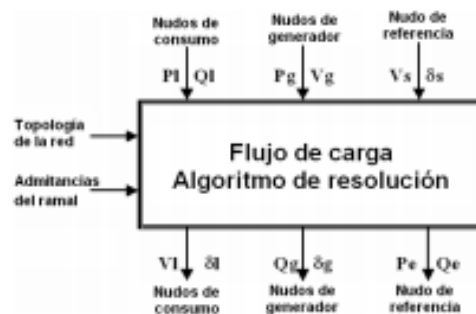 Nudos de
consumo
Nudos de
generador
Nudo de
referencia
Pl Ql
Pg Vg
Vs δs
Topología
de la red
Admitancias
del ramal
Flujo de carga
Algoritmo de resolución
Vl δl
Qg δg
Pe Qe
Nudos de
consumo
Nudos de
generador
Nudo de
referencia